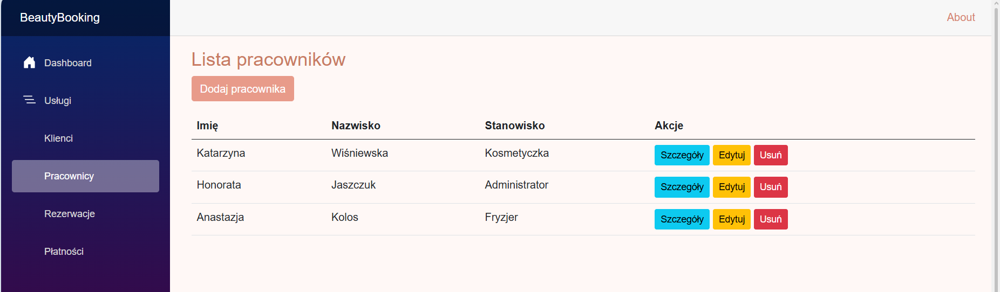 BeautyBooking
About
Dashboard
Usługi
Klienci
Pracownicy
Rezerwacje
Płatności
Lista pracowników
Dodaj pracownika
Imię Nazwisko Stanowisko Akcje
Katarzyna Wiśniewska Kosmetyczka Szczegóły Edytuj Usuń
Honorata Jaszczuk Administrator Szczegóły Edytuj Usuń
Anastazja Kolos Fryzjer Szczegóły Edytuj Usuń